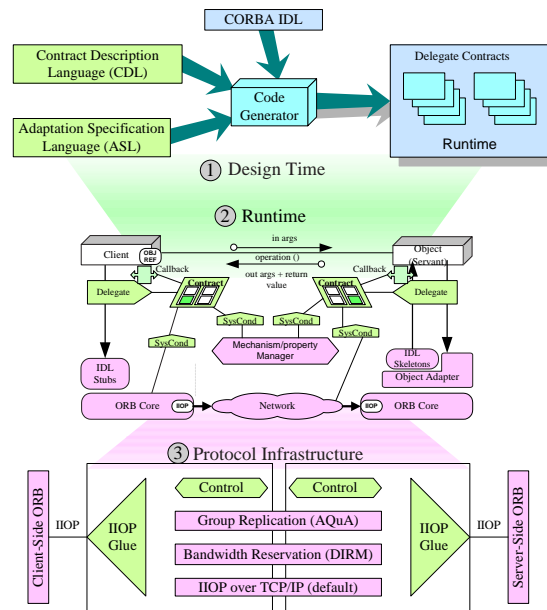 CORBA IDL
Contract Description
Language (CDL)
Code
Generator
Delegate Contracts
Runtime
Adaptation Specification
Language (ASL)
1 Design Time
2 Runtime
in args
Client
OBJ
REF
operation ()
Object
(Servant)
Callback
out args + return
value
Callback
Contract
Contract
Delegate
Delegate
SysCond
SysCond
SysCond
SysCond
Mechanism/property
Manager
IDL
Stubs
IDL
Skeletons
Object Adapter
ORB Core
IIOP
Network
IIOP
ORB Core
3 Protocol Infrastructure
Client-Side ORB
IIOP
IIOP
Glue
Control
Control
Group Replication (AQuA)
Bandwidth Reservation (DIRM)
IIOP over TCP/IP (default)
IIOP
Glue
IIOP
Server-Side ORB